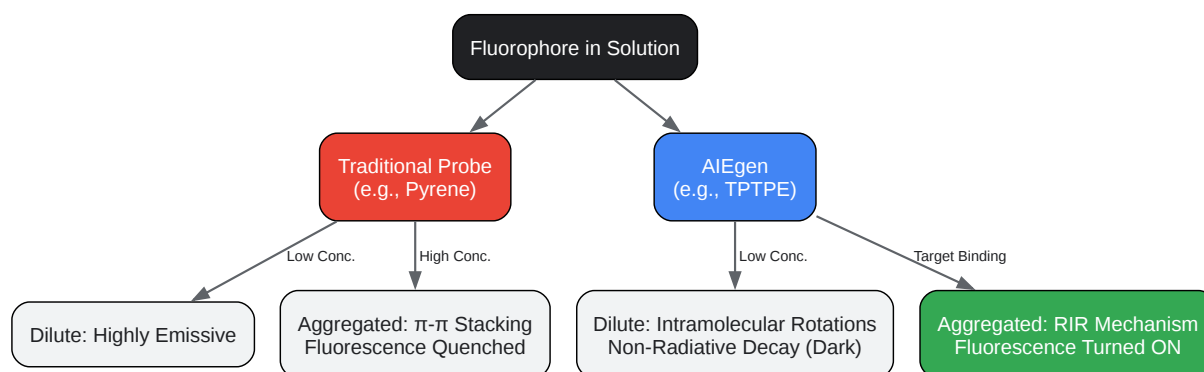 Fluorophore in Solution
Traditional Probe
(e.g., Pyrene)
AIEgen
(e.g., TPTPE)
Low Conc.
High Conc.
Low Conc.
Target Binding
Dilute: Highly Emissive
Aggregated: π-π Stacking
Fluorescence Quenched
Dilute: Intramolecular Rotations
Non-Radiative Decay (Dark)
Aggregated: RIR Mechanism
Fluorescence Turned ON